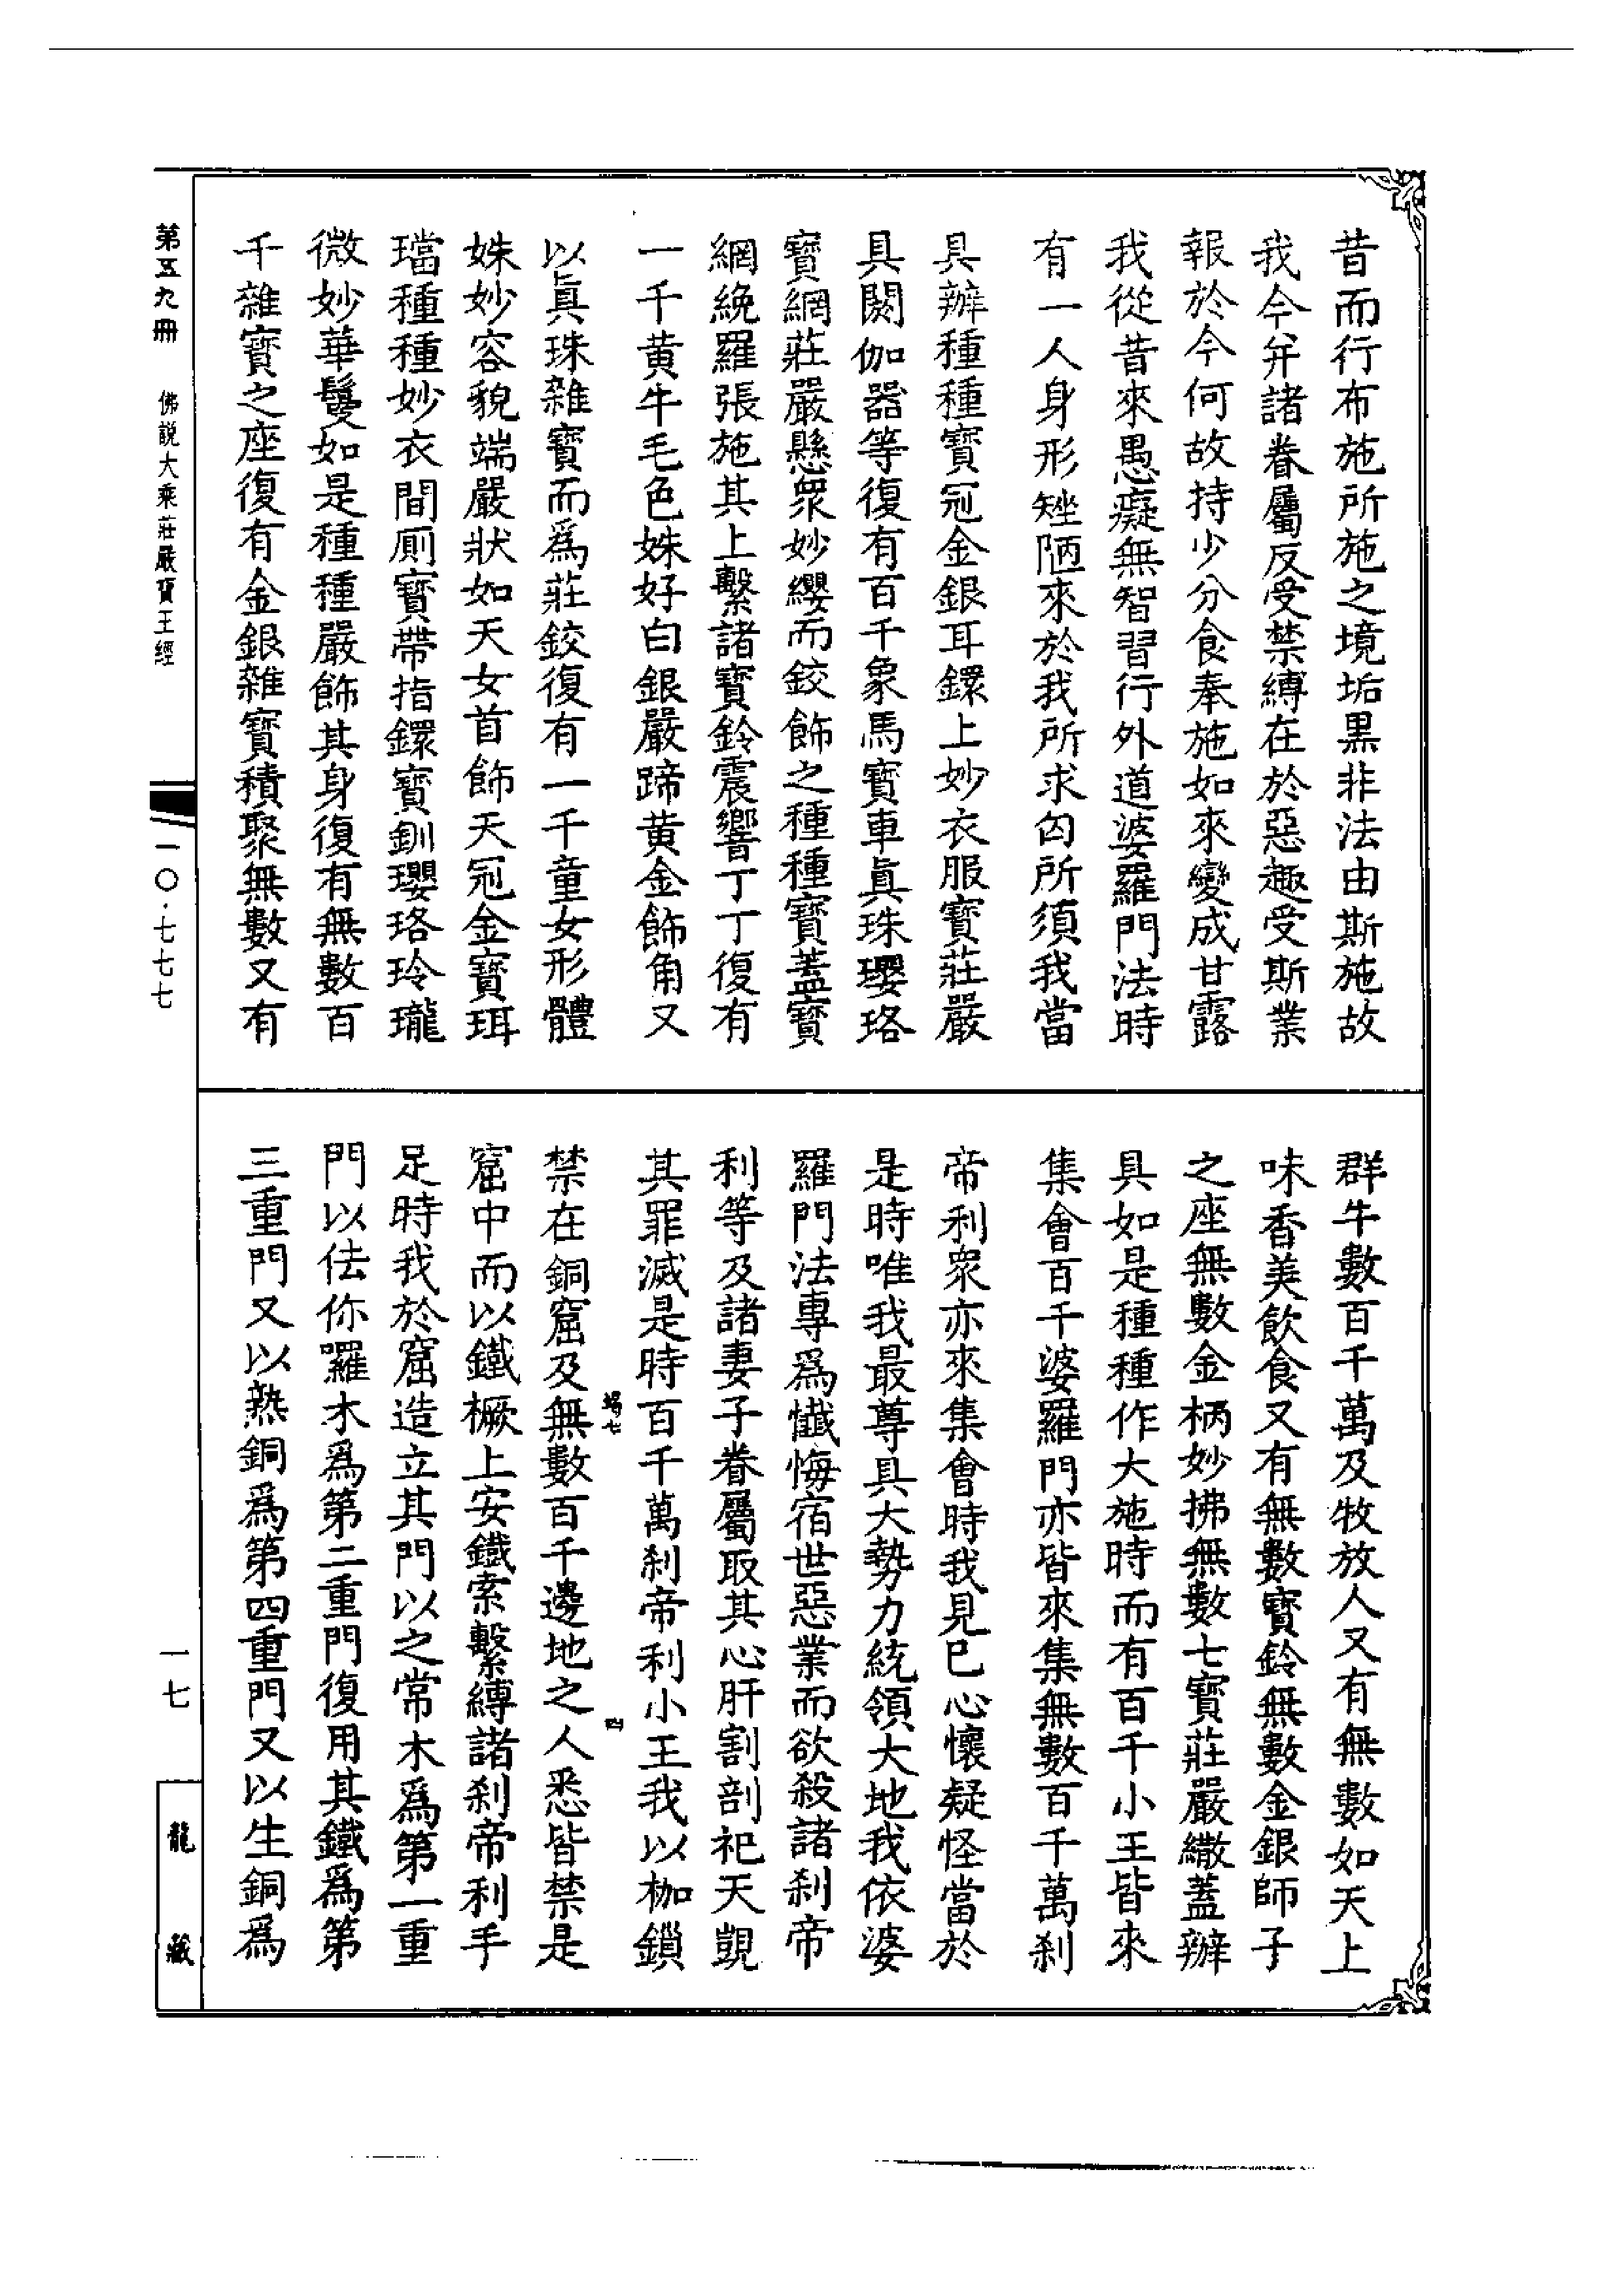 昔而行布施所施之境垢黒非法由斯施故
我今并諸眷屬反受禁縛在於惡趣受斯業
報於今何故持少分食奉施如來變成甘露
我從昔來愚癡無智習行外道婆羅門法時
有一人身形矬陋來於我所求匃所須我當
具辦種種寶冠金銀耳鐶上妙衣服寶莊嚴
具閼伽器等復有百千象馬寶車眞珠瓔珞
寶網莊嚴懸衆妙纓而鉸飾之種種寶蓋寶
網絻羅張施其上繫諸寶鈴震響丁丁復有
一千黄牛毛色姝好白銀嚴蹄黄金飾角又
以眞珠雜寶而爲莊鉸復有一千童女形體
姝妙容貌端嚴狀如天女首飾天冠金寶珥
璫種種妙衣間廁寶帶指鐶寶釧瓔珞玲瓏
微妙華鬘如是種種嚴飾其身復有無數百
千雜寶之座復有金銀雜寶積聚無數又有
群牛數百千萬及牧放人又有無數如天上
味香美飲食又有無數寶鈴無數金銀師子
之座無數金柄妙拂無數七寶莊嚴繖蓋辦
具如是種種作大施時而有百千小王皆來
集會百千婆羅門亦皆來集無數百千萬刹
帝利衆亦來集會時我見已心懷疑怪當於
是時唯我最尊具大勢力統領大地我依婆
羅門法專爲懺悔宿世惡業而欲殺諸刹帝
利等及諸妻子眷屬取其心肝割剖祀天覬
其罪滅是時百千萬刹帝利小王我以枷鎖
竭七 四
禁在銅窟及無數百千邊地之人悉皆禁是
窟中而以鐵橛上安鐵索繫縛諸刹帝利手
足時我於窟造立其門以之常木爲第一重
門以佉你囉木爲第二重門復用其鐵爲第
三重門又以熟銅爲第四重門又以生銅爲
第五九冊 佛說大乘莊嚴寶王經
一〇·七七七
一七
龍藏